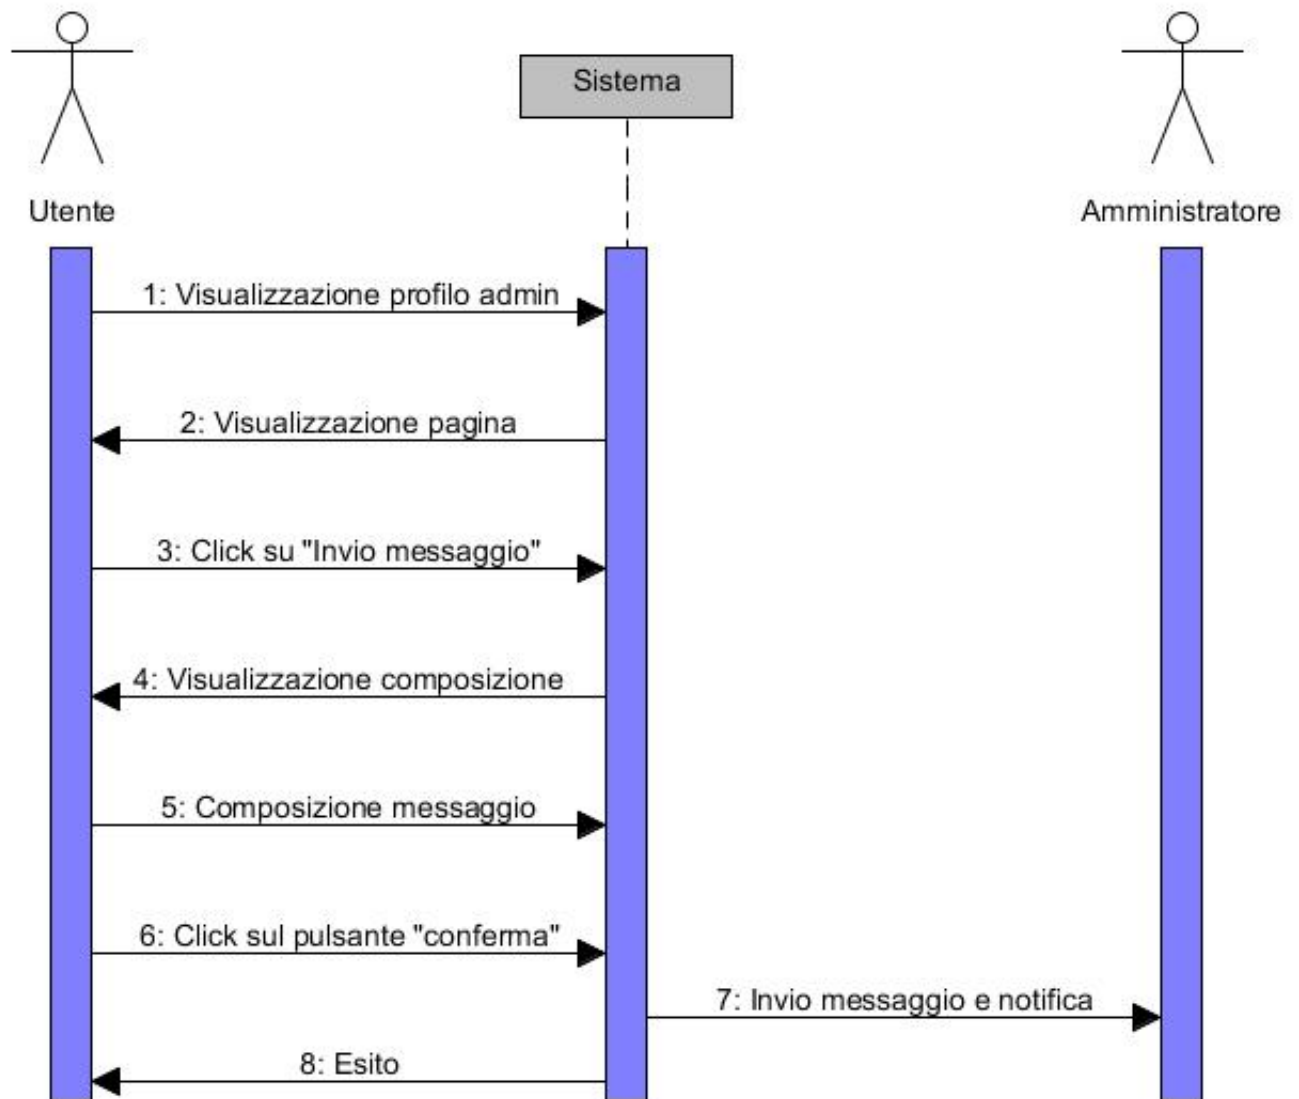 Sistema
Utente
Amministratore
1: Visualizzazione profilo admin
2: Visualizzazione pagina
3: Click su "Invio messaggio"
4: Visualizzazione composizione
5: Composizione messaggio
6: Click sul pulsante "conferma"
7: Invio messaggio e notifica
8: Esito